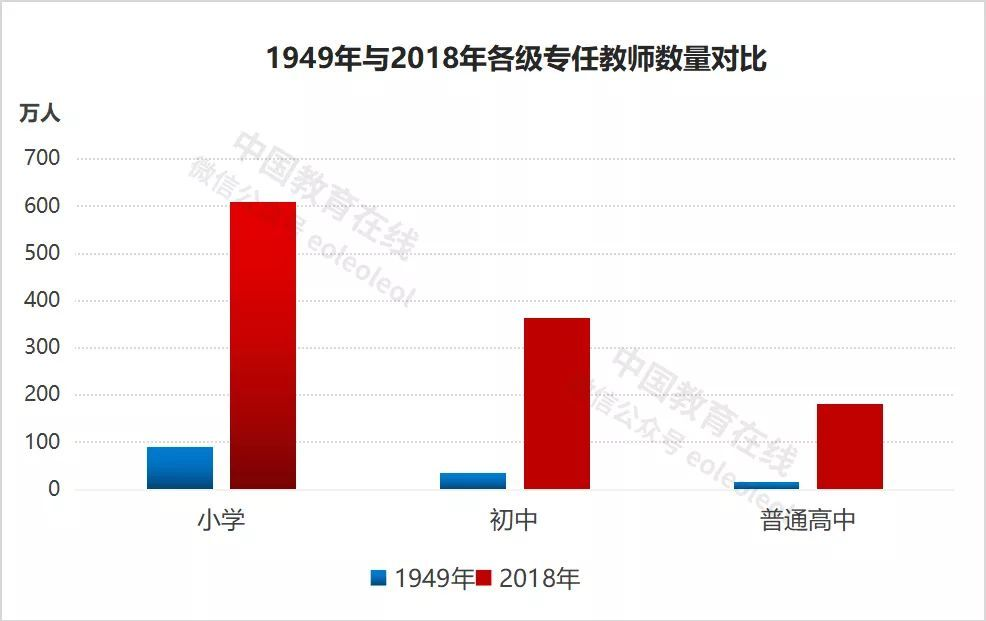 1949年与2018年各级专任教师数量对比
万人
700
600
500
400
300
200
100
0
小学
初中
普通高中
1949年
2018年
中国教育在线
微信公众号 eoleoleol
中国教育在线
微信公众号 eoleoleol